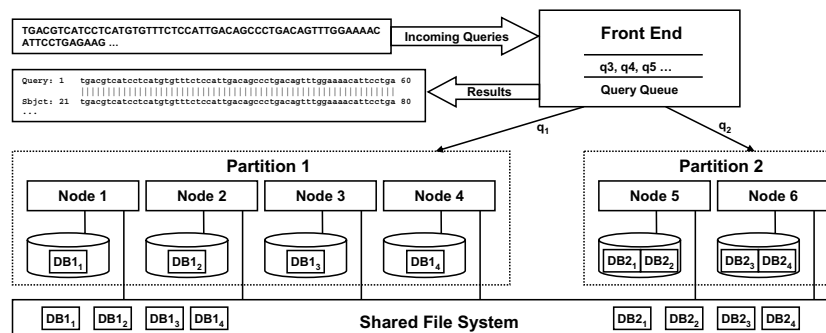 TGACGTCATCCTCATGTGTTTCTCCATTGACAGCCCTGACAGTTTGGAAAAC
ATTCCTGAGAAG ...
Incoming Queries
Front End
q3, q4, q5 ...
Query Queue
Query: 1 tgacgtcatcctcatgtgtttctccattgacagccctgacagtttggaaaacattcctga 60
||||||||||||||||||||||||||||||||||||||||||||||||||||||||||||
Sbjct: 21 tgacgtcatcctcatgtgtttctccattgacagccctgacagtttggaaaacattcctga 80
...
Results
q1
q2
Partition 1
Partition 2
Node 1
Node 2
Node 3
Node 4
Node 5
Node 6
DB11
DB12
DB13
DB14
DB21 DB22
DB23 DB24
DB11 DB12 DB13 DB14
Shared File System
DB21 DB22 DB23 DB24